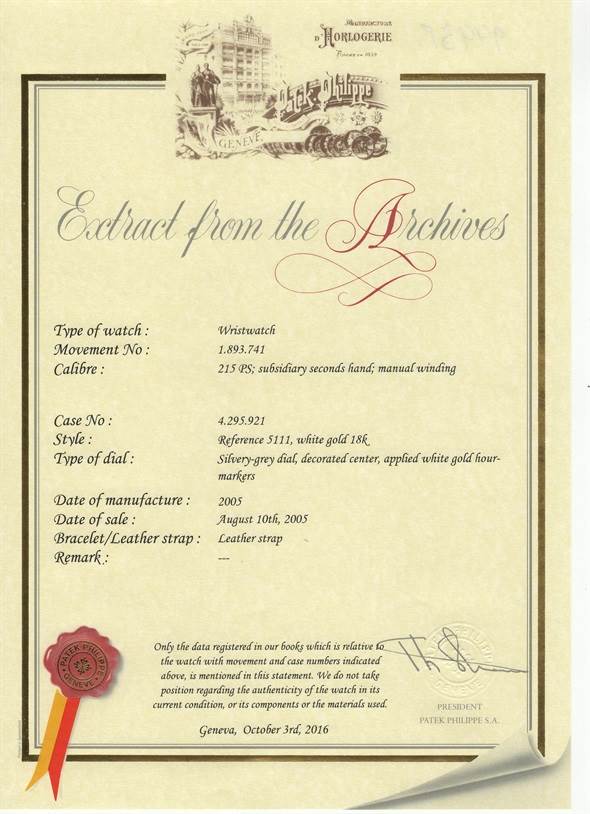 MANUFACTURE
D'HORLOGERIE
Patek Philippe
GENÈVE
Extract from the Archives
Type of watch : Wristwatch
Movement No : 1.893.741
Calibre : 215 PS; subsidiary seconds hand; manual winding
Case No : 4.295.921
Style : Reference 5111, white gold 18k
Type of dial : Silvery-grey dial, decorated center, applied white gold hour-
markers
Date of manufacture : 2005
Date of sale : August 10th, 2005
Bracelet/Leather strap : Leather strap
Remark : ---
Only the data registered in our books which is relative to
the watch with movement and case numbers indicated
above, is mentioned in this statement. We do not take
position regarding the authenticity of the watch in its
current condition, or its components or the materials used.
Geneva, October 3rd, 2016
PATEK PHILIPPE
GENEVE
PRESIDENT
PATEK PHILIPPE S.A.